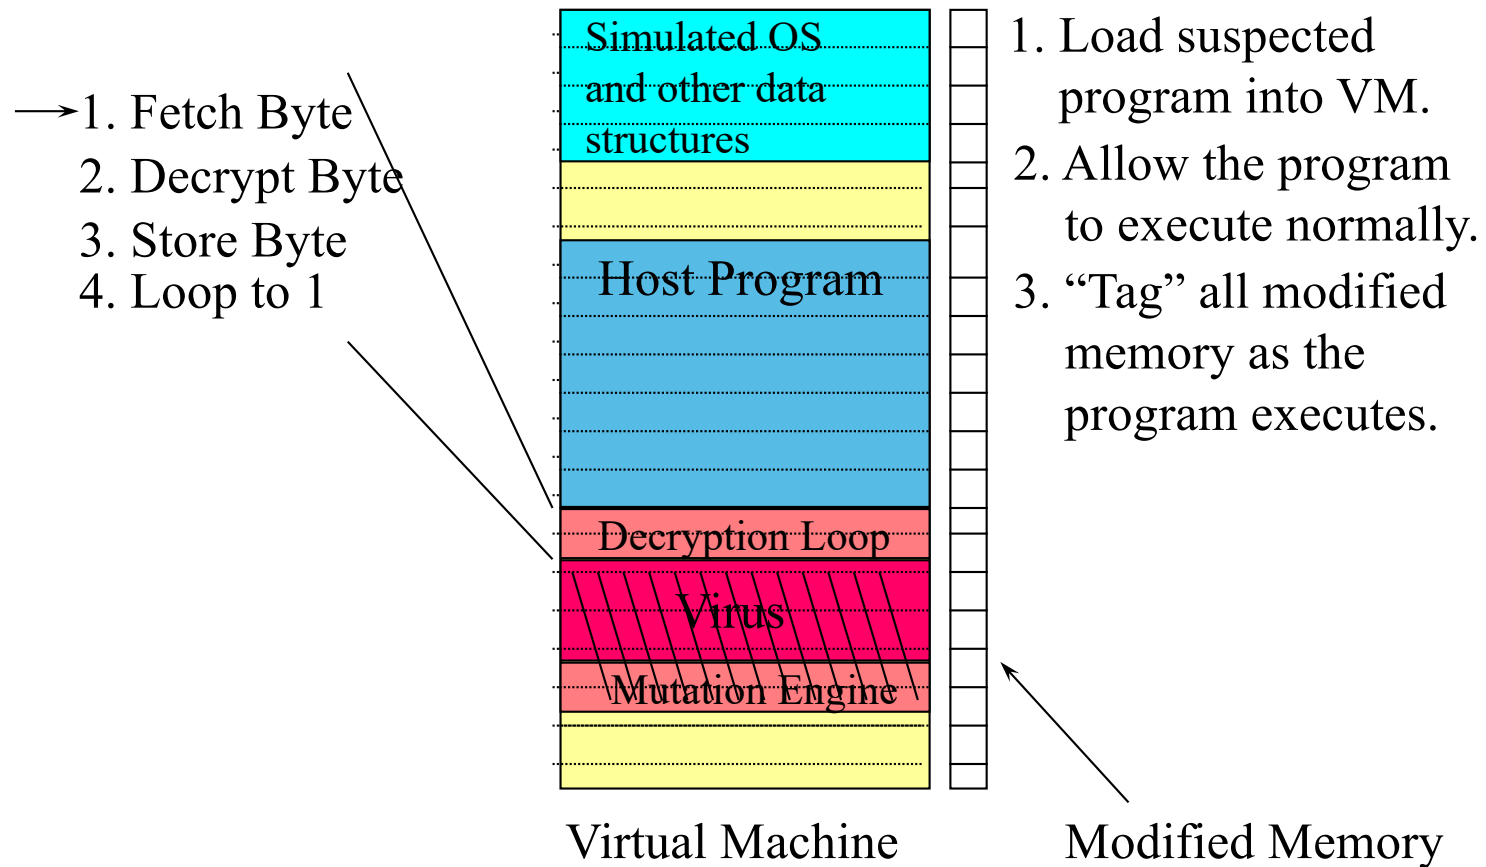 1. Fetch Byte
2. Decrypt Byte
3. Store Byte
4. Loop to 1
Simulated OS
and other data
structures
Host Program
Decryption Loop
Virus
Mutation Engine
Virtual Machine
1. Load suspected
program into VM.
2. Allow the program
to execute normally.
3. “Tag” all modified
memory as the
program executes.
Modified Memory